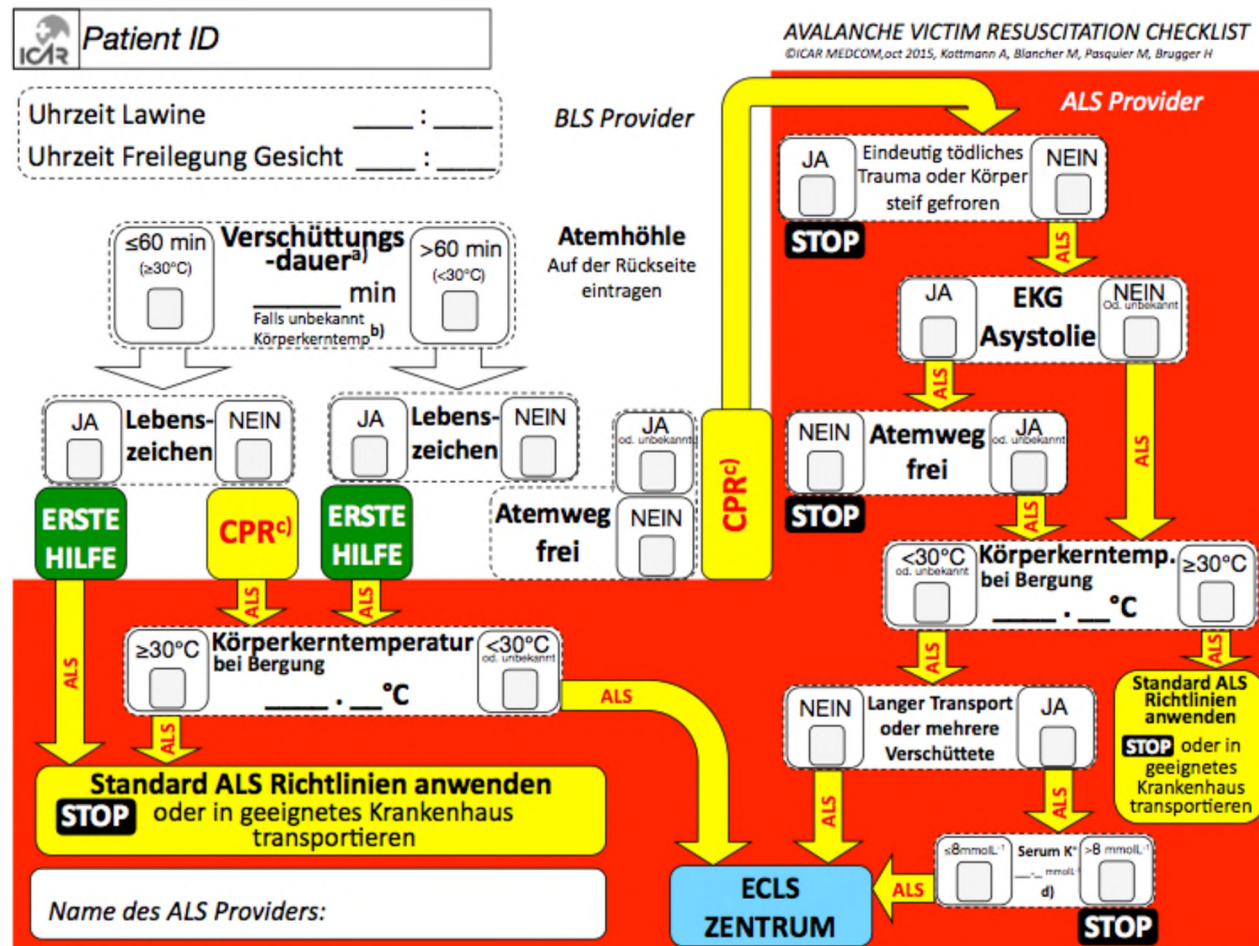 ICAR
Patient ID
AVALANCHE VICTIM RESUSCITATION CHECKLIST
©ICAR MEDCOM,oct 2015, Kottmann A, Blancher M, Pasquier M, Brugger H
Uhrzeit Lawine ____ : ____
Uhrzeit Freilegung Gesicht ____ : ____
BLS Provider
ALS Provider
≤60 min
(≥30°C)
Verschüttungs
-dauer a)
_____ min
Falls unbekannt
Körperkerntemp b)
>60 min
(<30°C)
Atemhöhle
Auf der Rückseite
eintragen
JA
Lebens-
zeichen
NEIN
JA
Lebens-
zeichen
NEIN
ERSTE
HILFE
CPR c)
ERSTE
HILFE
Atemweg
frei
JA
od. unbekannt
NEIN
CPR c)
JA
Eindeutig tödliches
Trauma oder Körper
steif gefroren
NEIN
STOP
ALS
JA
EKG
Asystolie
NEIN
Od. unbekannt
ALS
ALS
NEIN
Atemweg
frei
JA
od. unbekannt
STOP
ALS
<30°C
od. unbekannt
Körperkerntemp.
bei Bergung
____ . __°C
≥30°C
ALS
ALS
NEIN
Langer Transport
oder mehrere
Verschüttete
JA
Standard ALS
Richtlinien
anwenden
STOP oder in
geeignetes
Krankenhaus
transportieren
ALS
ALS
≤8mmolL-1
Serum K+
__._ mmolL-1
d)
>8 mmolL-1
STOP
ALS
ALS
ALS
ALS
≥30°C
Körperkerntemperatur
bei Bergung
____ . __°C
<30°C
od. unbekannt
ALS
ALS
Standard ALS Richtlinien anwenden
STOP oder in geeignetes Krankenhaus
transportieren
ECLS
ZENTRUM
Name des ALS Providers: